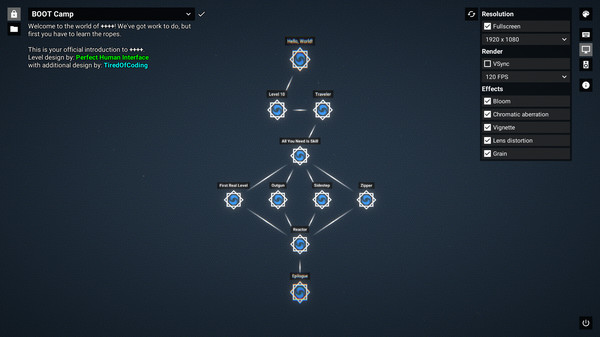 BOOT Camp
Welcome to the world of ++++! We've got work to do, but
first you have to learn the ropes.
This is your official introduction to ++++
Level design by: Perfect Human Interface
with additional design by: TiredOfCoding
Hello, World!
Level 10
Traveler
All You Need Is Skill
First Real Level
Outgun
Sidestep
Zipper
Reactor
Epilogue
Resolution
Fullscreen
1920 x 1080
Render
VSync
120 FPS
Effects
Bloom
Chromatic aberration
Vignette
Lens distortion
Grain